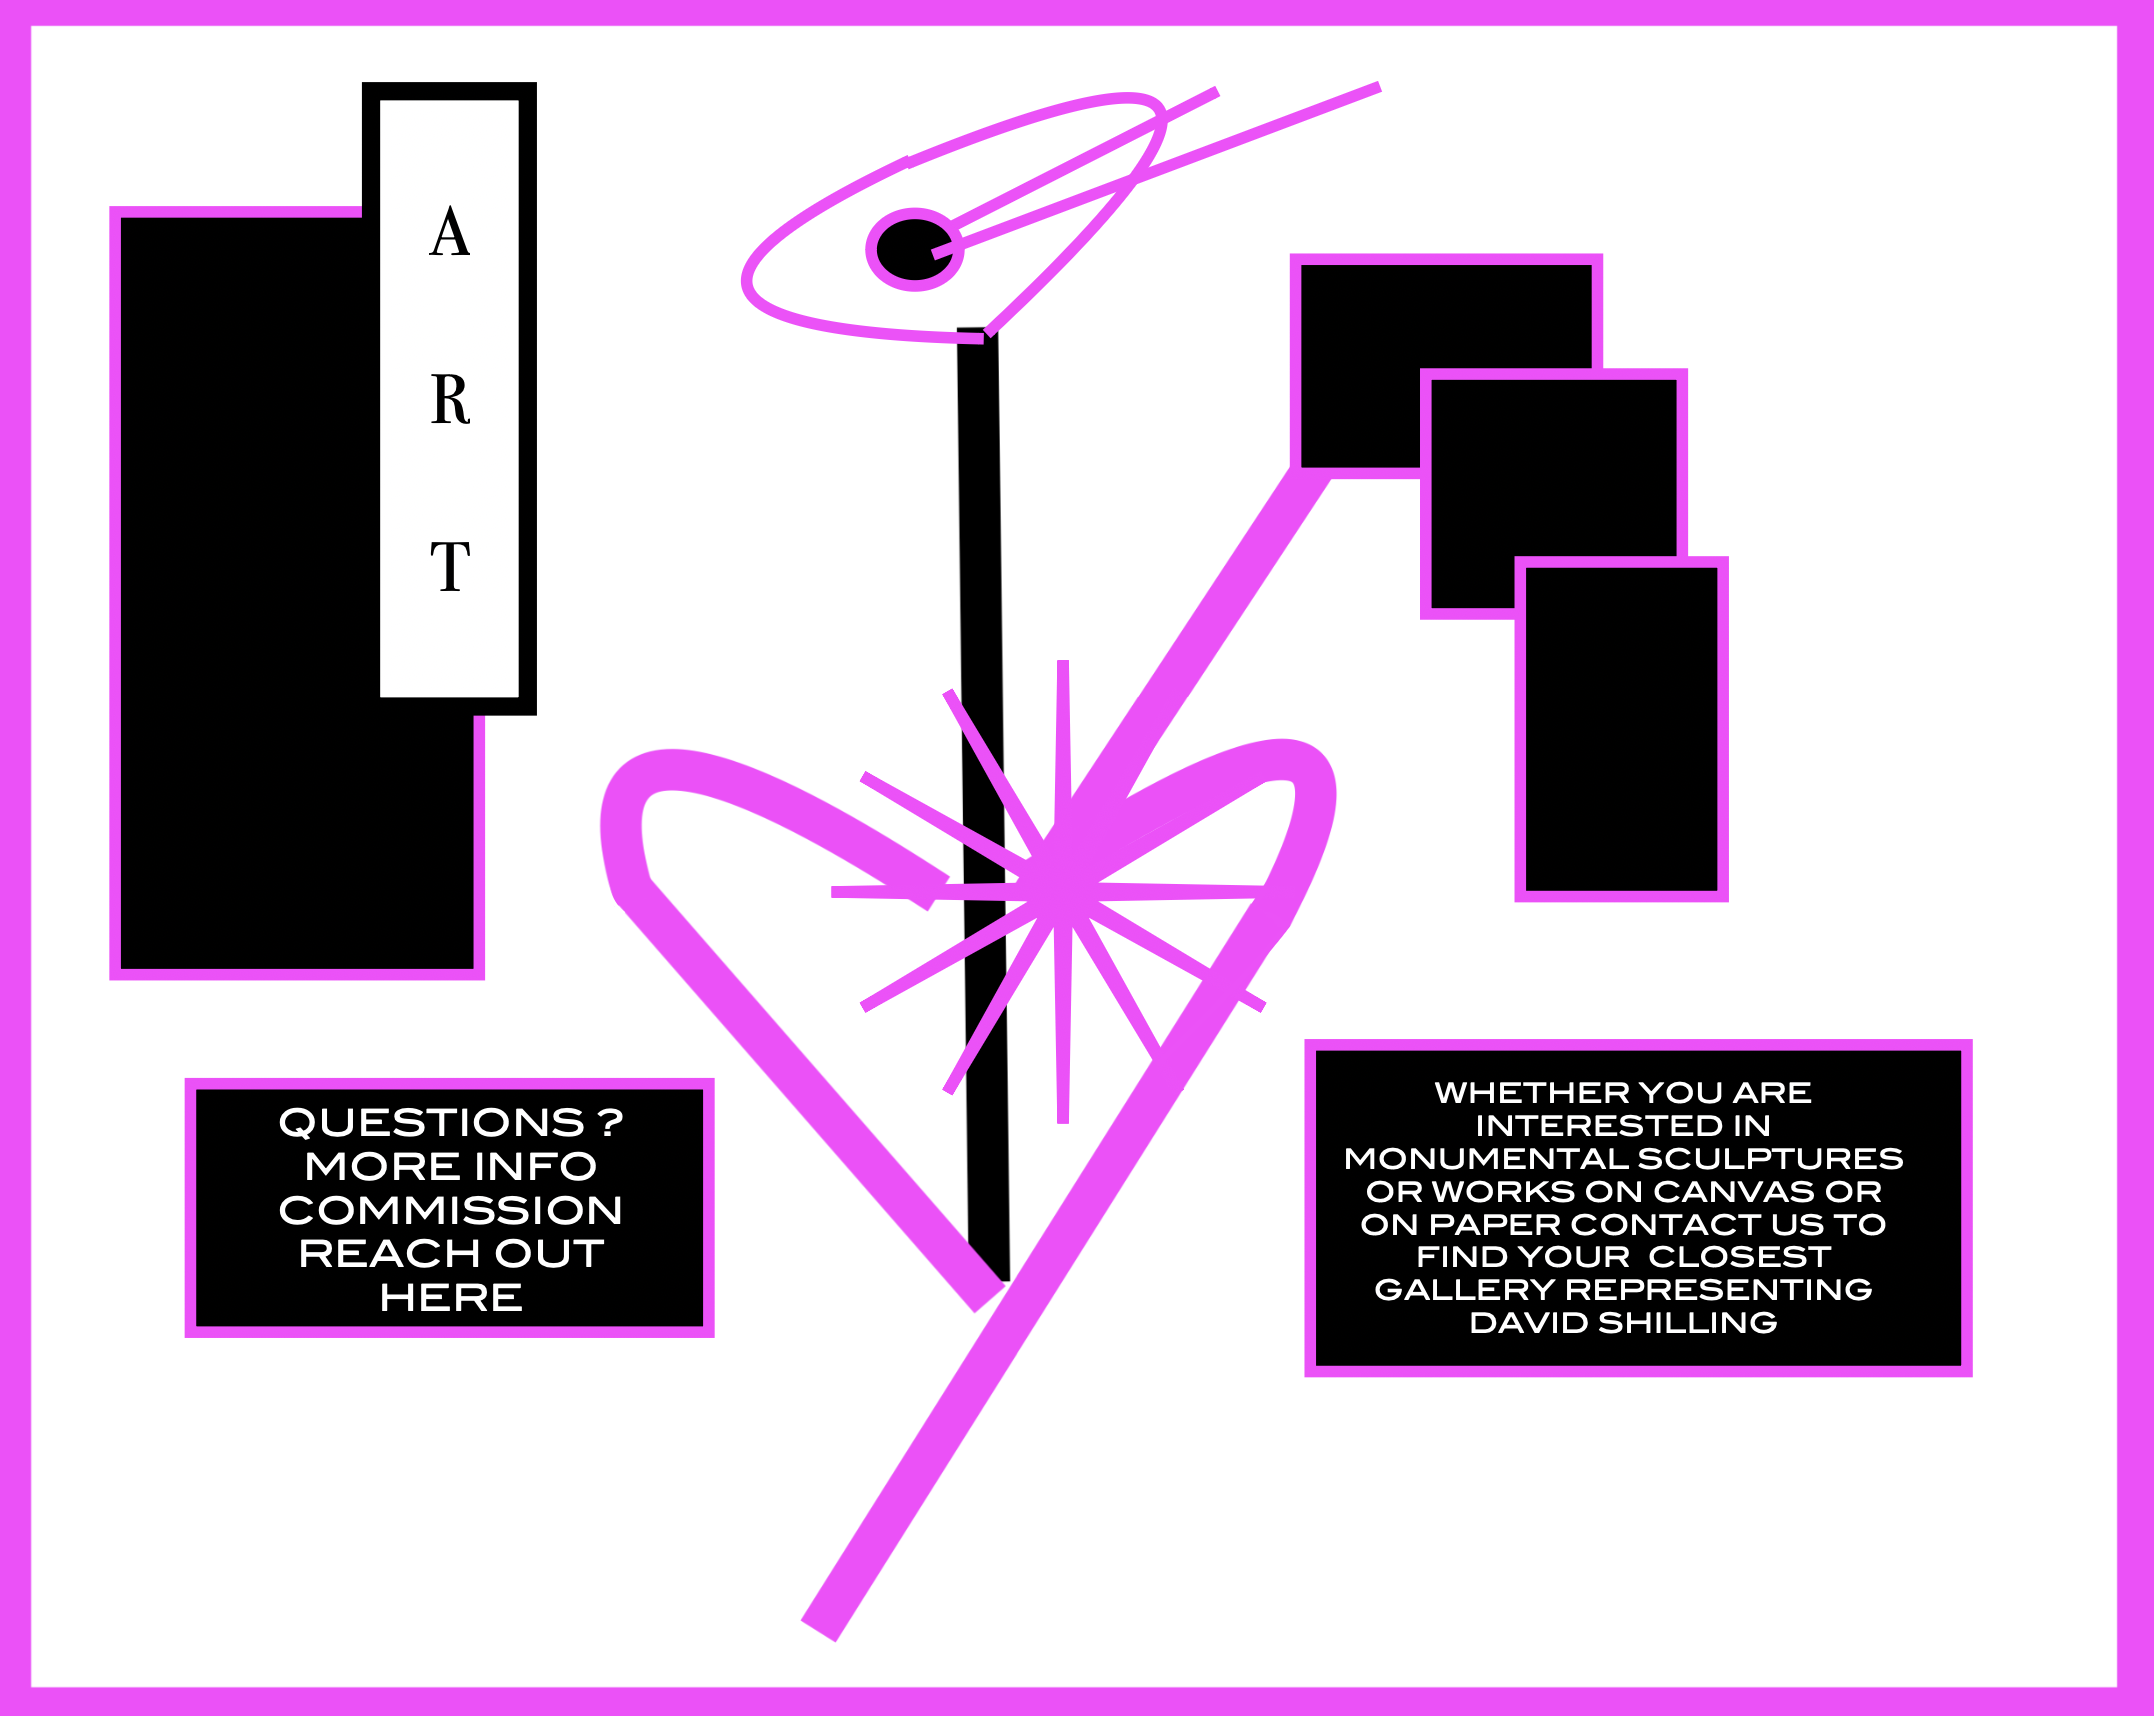 A
R
T
QUESTIONS ?
MORE INFO
COMMISSION
REACH OUT
HERE
WHETHER YOU ARE
INTERESTED IN
MONUMENTAL SCULPTURES
OR WORKS ON CANVAS OR
ON PAPER CONTACT US TO
FIND YOUR CLOSEST
GALLERY REPRESENTING
DAVID SHILLING